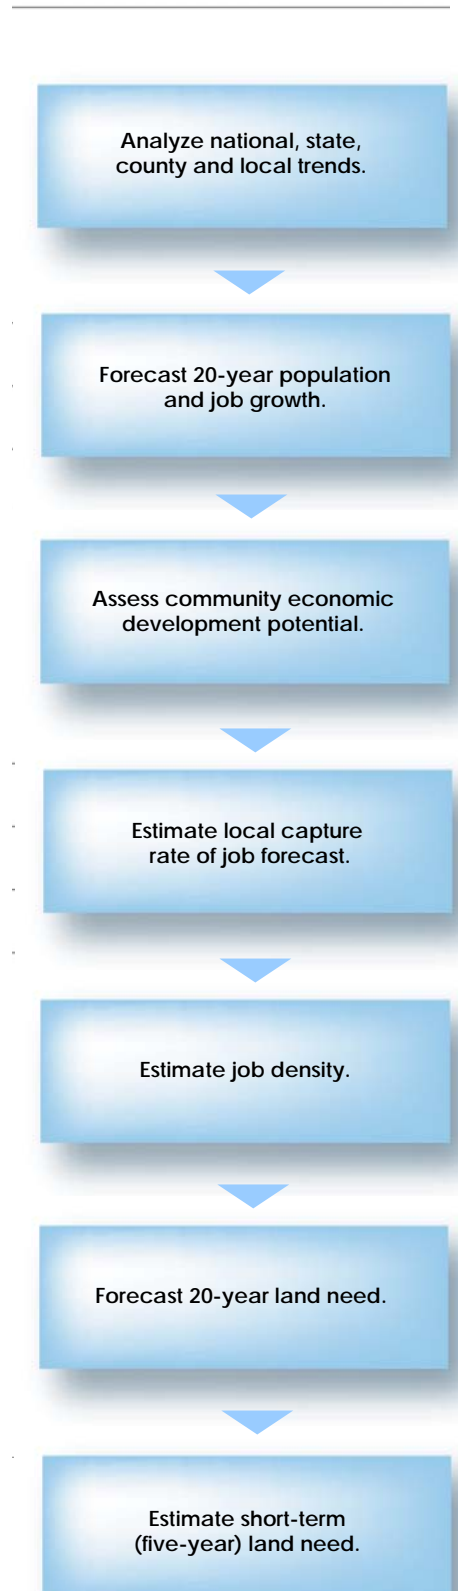 Analyze national, state,
county and local trends.
Forecast 20-year population
and job growth.
Assess community economic
development potential.
Estimate local capture
rate of job forecast.
Estimate job density.
Forecast 20-year land need.
Estimate short-term
(five-year) land need.